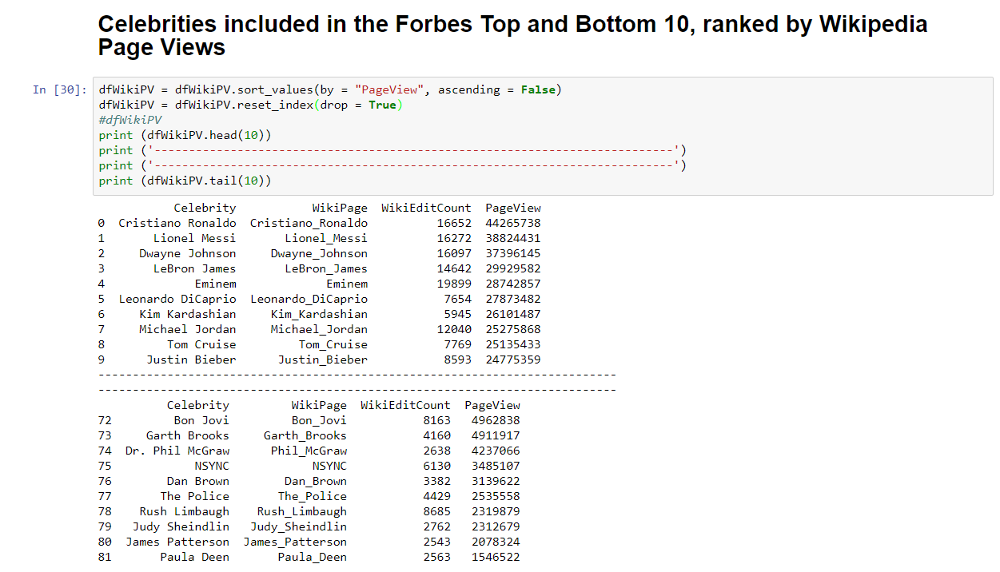 Celebrities included in the Forbes Top and Bottom 10, ranked by Wikipedia
Page Views
In [30]: dfWikiPV = dfWikiPV.sort_values(by = "PageView", ascending = False)
dfWikiPV = dfWikiPV.reset_index(drop = True)
#dfWikiPV
print (dfWikiPV.head(10))
print ('---------------------------------------------------------------------------')
print ('---------------------------------------------------------------------------')
print (dfWikiPV.tail(10))
Celebrity WikiPage WikiEditCount PageView
0 Cristiano Ronaldo Cristiano_Ronaldo 16652 44265738
1 Lionel Messi Lionel_Messi 16272 38824431
2 Dwayne Johnson Dwayne_Johnson 16097 37396145
3 LeBron James LeBron_James 14642 29929582
4 Eminem Eminem 19899 28742857
5 Leonardo DiCaprio Leonardo_DiCaprio 7654 27873482
6 Kim Kardashian Kim_Kardashian 5945 26101487
7 Michael Jordan Michael_Jordan 12040 25275868
8 Tom Cruise Tom_Cruise 7769 25135433
9 Justin Bieber Justin_Bieber 8593 24775359
---------------------------------------------------------------------------
---------------------------------------------------------------------------
Celebrity WikiPage WikiEditCount PageView
72 Bon Jovi Bon_Jovi 8163 4962838
73 Garth Brooks Garth_Brooks 4160 4911917
74 Dr. Phil McGraw Phil_McGraw 2638 4237066
75 NSYNC NSYNC 6130 3485107
76 Dan Brown Dan_Brown 3382 3139622
77 The Police The_Police 4429 2535558
78 Rush Limbaugh Rush_Limbaugh 8685 2319879
79 Judy Sheindlin Judy_Sheindlin 2762 2312679
80 James Patterson James_Patterson 2543 2078324
81 Paula Deen Paula_Deen 2563 1546522